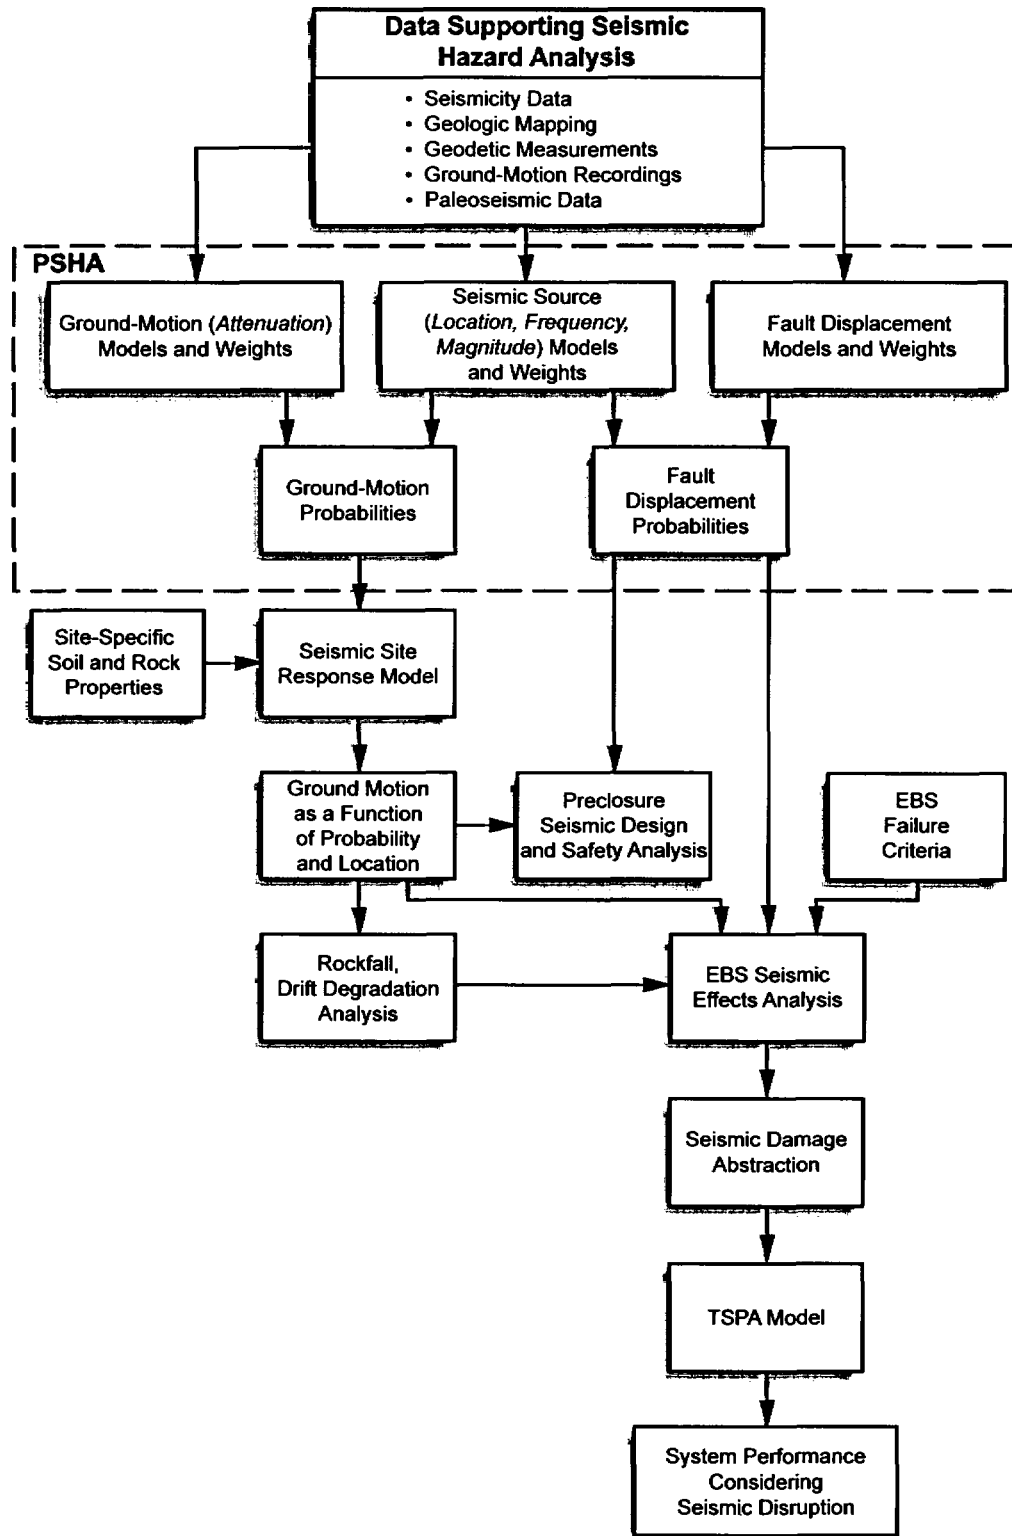 Data Supporting Seismic
Hazard Analysis
• Seismicity Data
• Geologic Mapping
• Geodetic Measurements
• Ground-Motion Recordings
• Paleoseismic Data
PSHA
Ground-Motion (Attenuation)
Models and Weights
Seismic Source
(Location, Frequency,
Magnitude) Models
and Weights
Fault Displacement
Models and Weights
Ground-Motion
Probabilities
Fault
Displacement
Probabilities
Site-Specific
Soil and Rock
Properties
Seismic Site
Response Model
Ground Motion
as a Function
of Probability
and Location
Preclosure
Seismic Design
and Safety Analysis
EBS
Failure
Criteria
Rockfall,
Drift Degradation
Analysis
EBS Seismic
Effects Analysis
Seismic Damage
Abstraction
TSPA Model
System Performance
Considering
Seismic Disruption